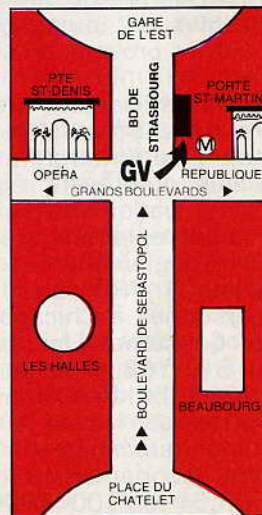 GARE
DE L'EST
PTE
ST-DENIS
BD DE
STRASBOURG
PORTE
ST-MARTIN
M
OPERA
GV
REPUBLIQUE
GRANDS BOULEVARDS
BOULEVARD DE SEBASTOPOL
LES HALLES
BEAUBOURG
PLACE DU
CHATELET